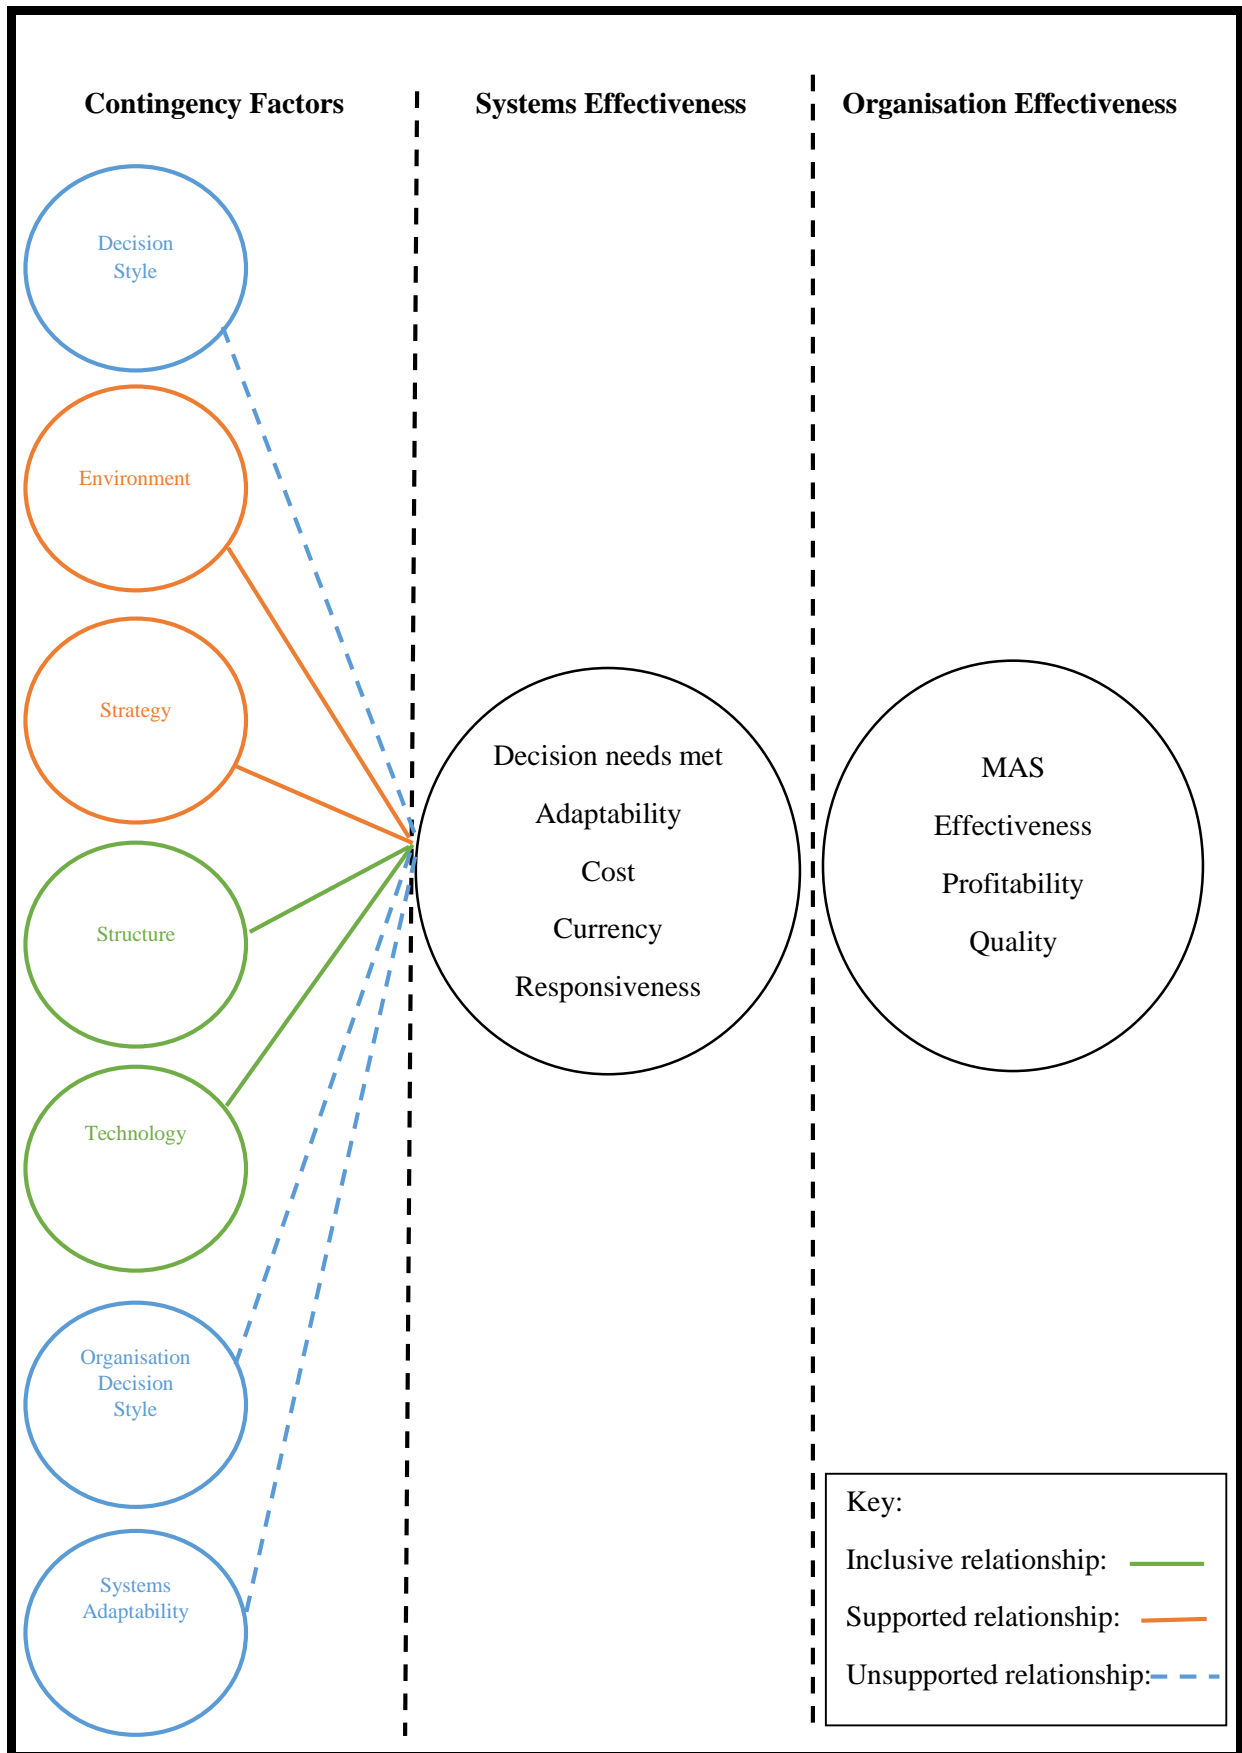 Contingency Factors
Systems Effectiveness
Organisation Effectiveness
Decision
Style
Environment
Strategy
Structure
Technology
Organisation
Decision
Style
Systems
Adaptability
Decision needs met
Adaptability
Cost
Currency
Responsiveness
MAS
Effectiveness
Profitability
Quality
Key:
Inclusive relationship:
Supported relationship:
Unsupported relationship: